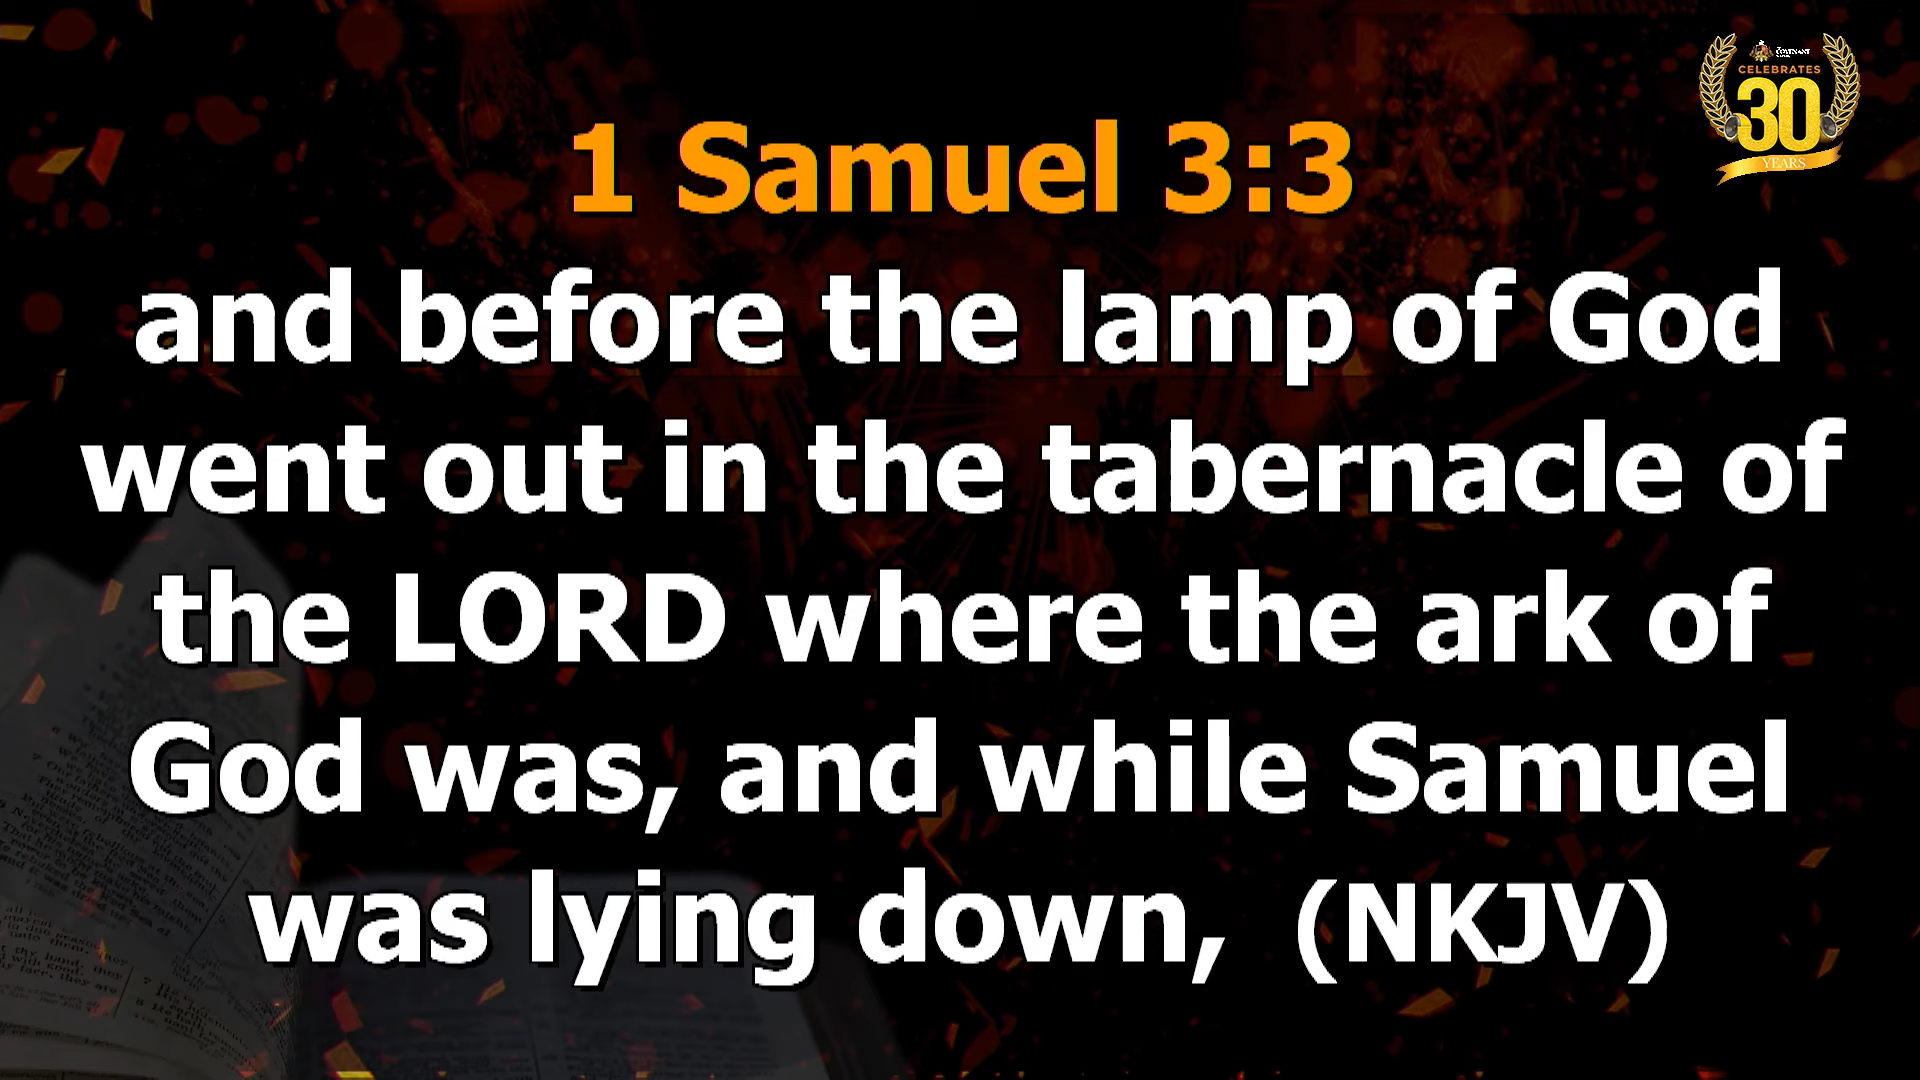 COVENANT
CELEBRATES
30
YEARS
1 Samuel 3:3
and before the lamp of God
went out in the tabernacle of
the LORD where the ark of
God was, and while Samuel
was lying down, (NKJV)